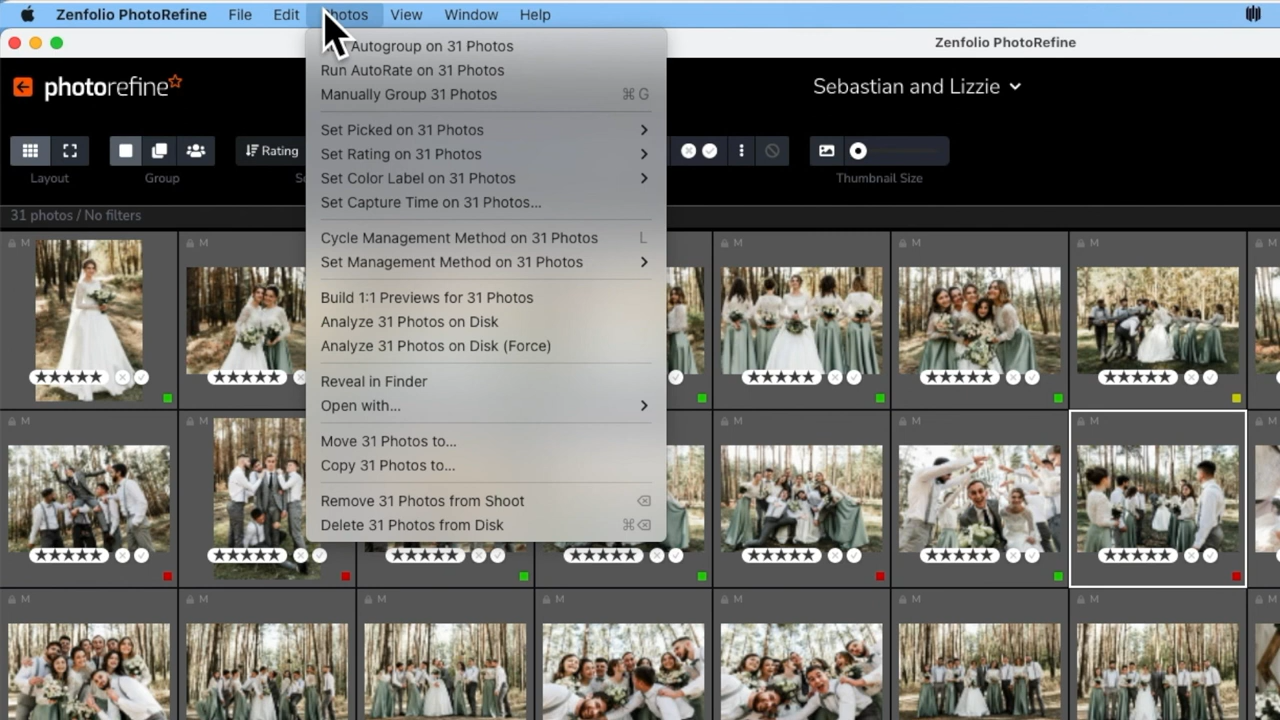 Zenfolio PhotoRefine File Edit Photos View Window Help
Zenfolio PhotoRefine
photorefine
Sebastian and Lizzie
Autogroup on 31 Photos
Run AutoRate on 31 Photos
Manually Group 31 Photos ⌘G
Set Picked on 31 Photos
Set Rating on 31 Photos
Set Color Label on 31 Photos
Set Capture Time on 31 Photos...
Cycle Management Method on 31 Photos L
Set Management Method on 31 Photos
Build 1:1 Previews for 31 Photos
Analyze 31 Photos on Disk
Analyze 31 Photos on Disk (Force)
Reveal in Finder
Open with...
Move 31 Photos to...
Copy 31 Photos to...
Remove 31 Photos from Shoot ⌫
Delete 31 Photos from Disk ⌘⌫
Rating
Layout Group Thumbnail Size
31 photos / No filters
M M M M M
M M M M
M M M M M M M